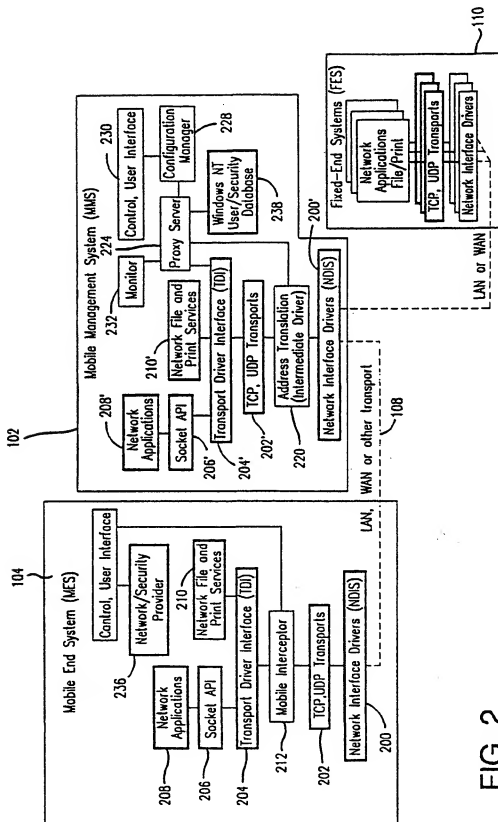 104
Mobile End System (MES)
Cantrol, User Interface
Network/Security
Provider
236
Network
Applications
208
Socket API
206
210
Network File and
Print Services
Transport Driver Interface (TDI)
204
Mobile Interceptor
212
TCP,UDP Transports
202
Network Interface Drivers (NDIS)
200
LAN, WAN or other transport
108
102
Mobile Management System (MMS)
232
Monitor
224
230
Control, User Interface
Proxy Server
Configuration
Manager
228
Windows NT
User/Security
Database
238
208'
Network
Applications
Socket API
206'
210'
Network File and
Print Services
Transport Driver Interface (TDI)
204'
TCP, UDP Transports
202'
Address Translation
(Intermediate Driver)
220
200'
Network Interface Drivers (NDIS)
LAN or WAN
Fixed-End Systems (FES)
Network
Applications
File/Print
TCP, UDP Transports
Network Interface Drivers
110
FIG. 2